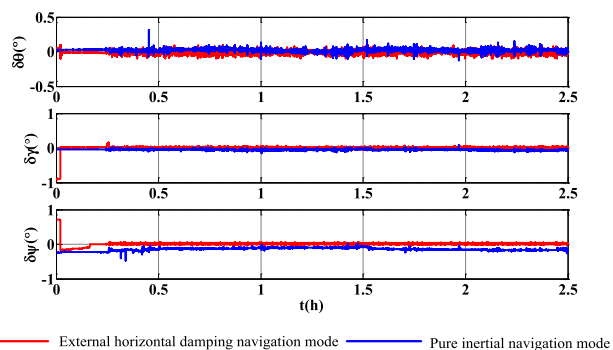 0.5
δθ(°)
0
-0.5
0 0.5 1 1.5 2 2.5
1
δγ(°)
0
-1
0 0.5 1 1.5 2 2.5
1
δψ(°)
0
-1
0 0.5 1 1.5 2 2.5
t(h)
External horizontal damping navigation mode Pure inertial navigation mode